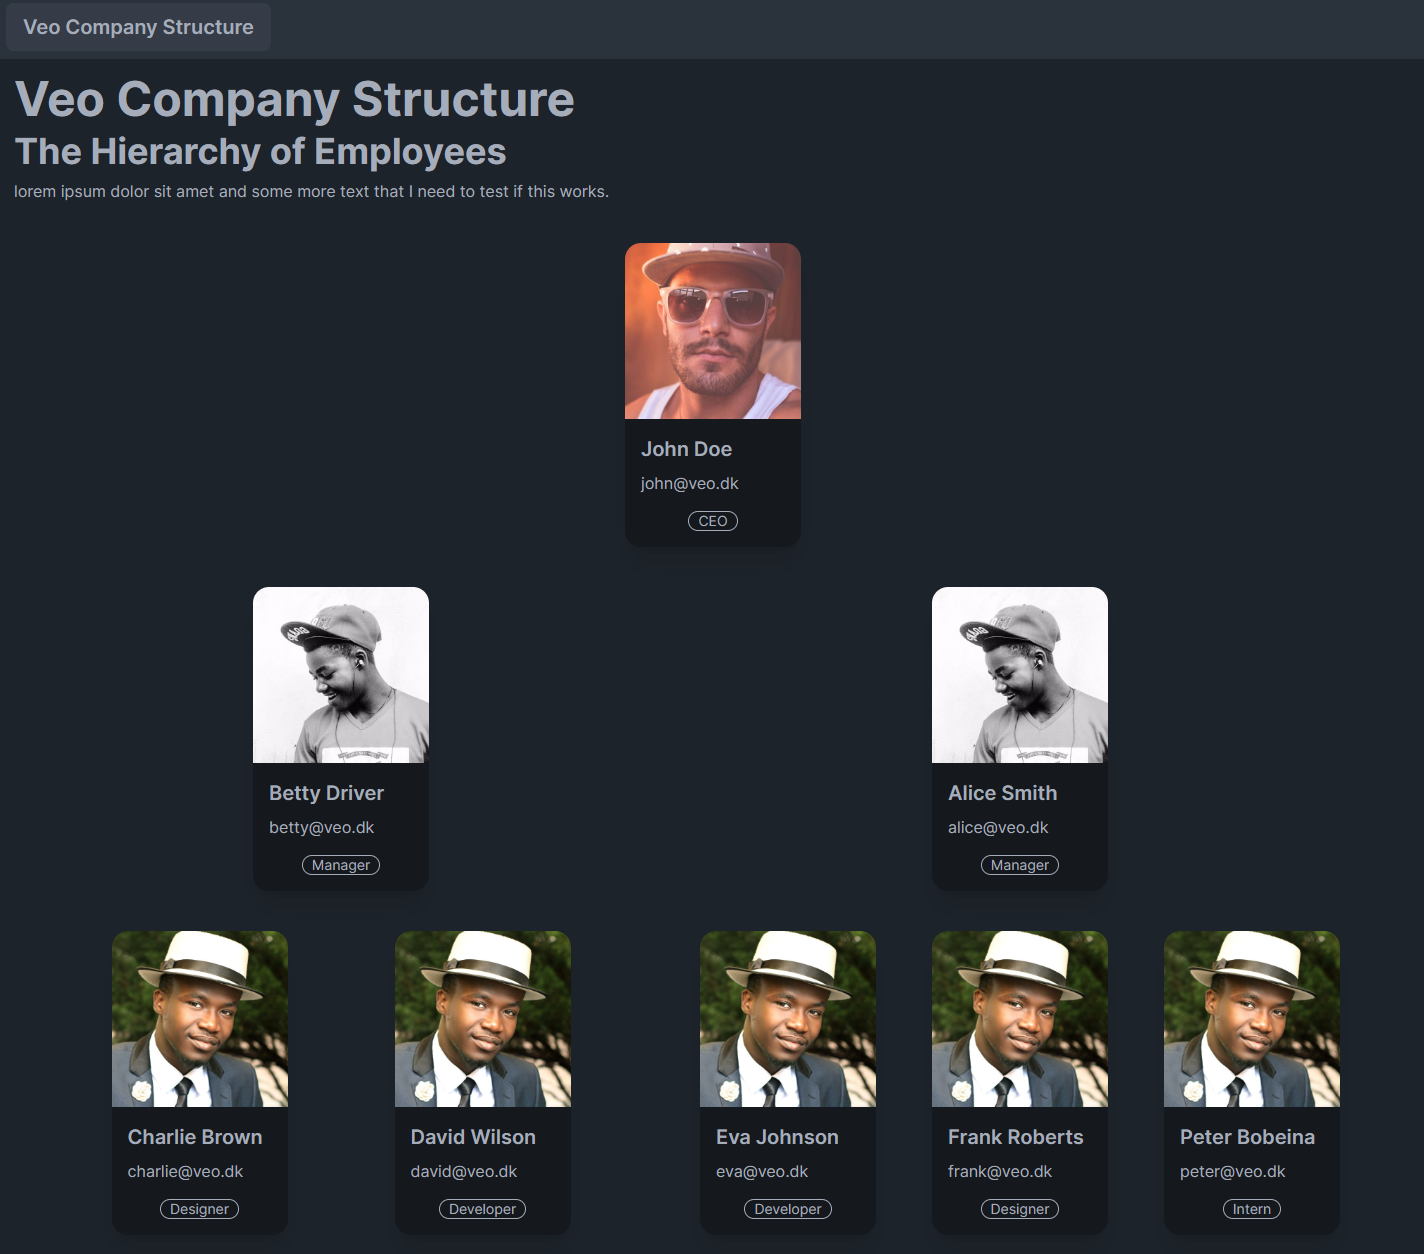 Veo Company Structure
Veo Company Structure
The Hierarchy of Employees
lorem ipsum dolor sit amet and some more text that I need to test if this works.
John Doe
john@veo.dk
CEO
Betty Driver
betty@veo.dk
Manager
Alice Smith
alice@veo.dk
Manager
Charlie Brown
charlie@veo.dk
Designer
David Wilson
david@veo.dk
Developer
Eva Johnson
eva@veo.dk
Developer
Frank Roberts
frank@veo.dk
Designer
Peter Bobeina
peter@veo.dk
Intern